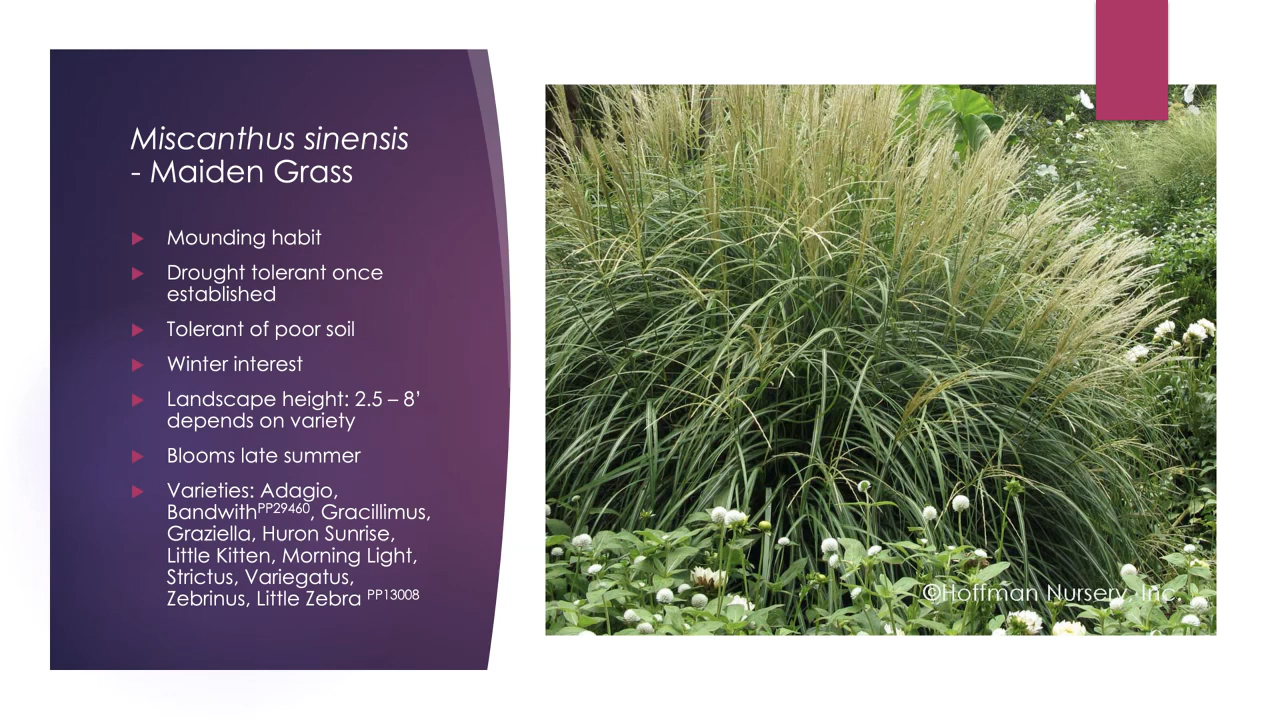 Miscanthus sinensis
- Maiden Grass
Mounding habit
Drought tolerant once
established
Tolerant of poor soil
Winter interest
Landscape height: 2.5 – 8’
depends on variety
Blooms late summer
Varieties: Adagio,
BandwithPP29460, Gracillimus,
Graziella, Huron Sunrise,
Little Kitten, Morning Light,
Strictus, Variegatus,
Zebrinus, Little Zebra PP13008
©Hoffman Nursery, Inc.